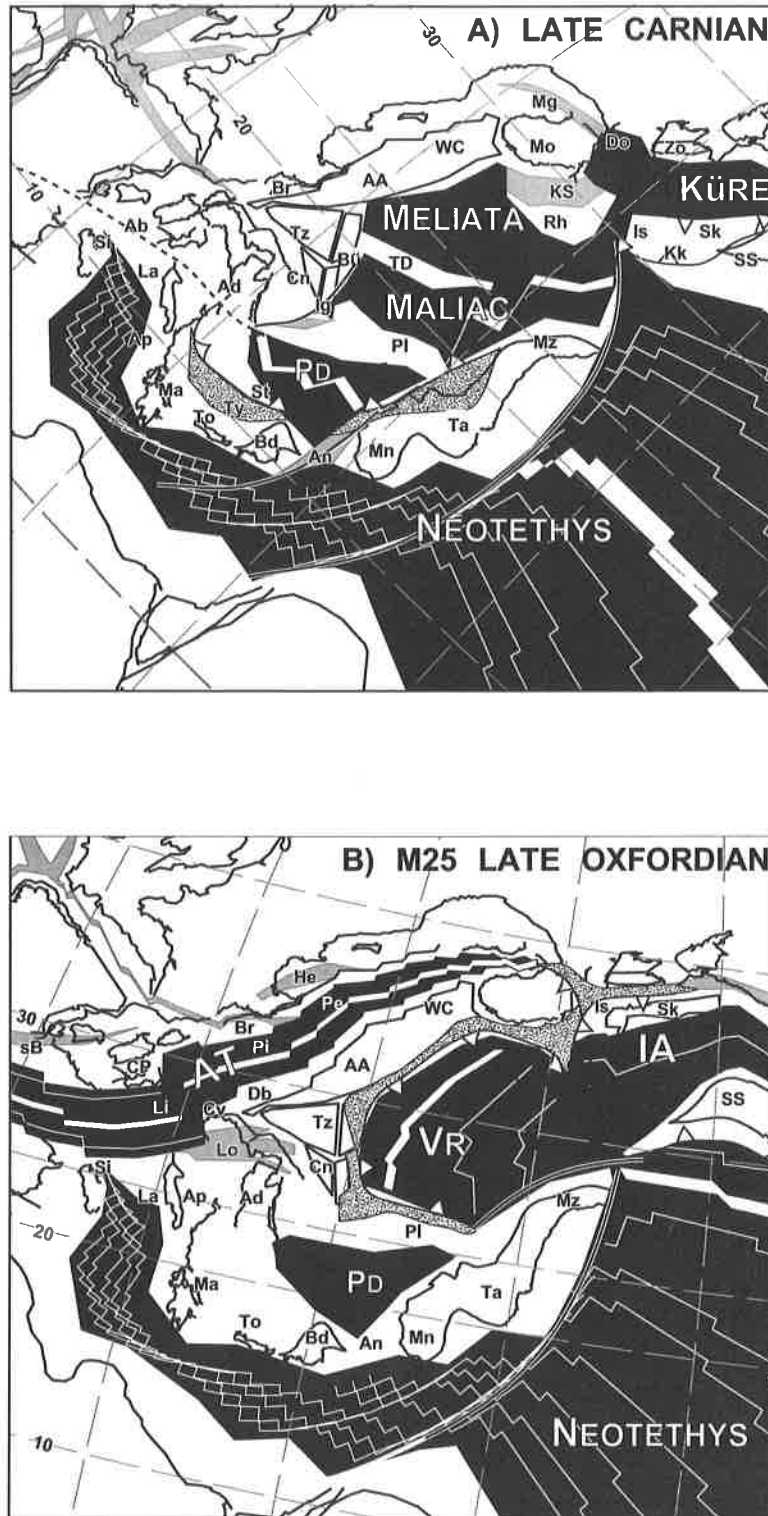 A) LATE CARNIAN
30
20
10
Mg
Do
Zo
WC
Mo
Br
AA
KS
KÜRE
Ab
MELIATA
Rh
Is
Sk
Si
Tz
Kk
SS
La
Bü
TD
Ad
Cn
Ig
MALIAC
Ap
Pl
Mz
PD
Ma
St
Ty
To
Ta
Bd
Mn
An
NEOTETHYS
B) M25 LATE OXFORDIAN
He
Pe
WC
Is
Sk
30
Br
sB
Pi
IA
CP
AT
AA
Db
Li
Cv
Tz
SS
Lo
VR
Si
Cn
La
Ap
Ad
Mz
20
Pl
Ma
PD
Ta
To
Bd
An
Mn
NEOTETHYS
10